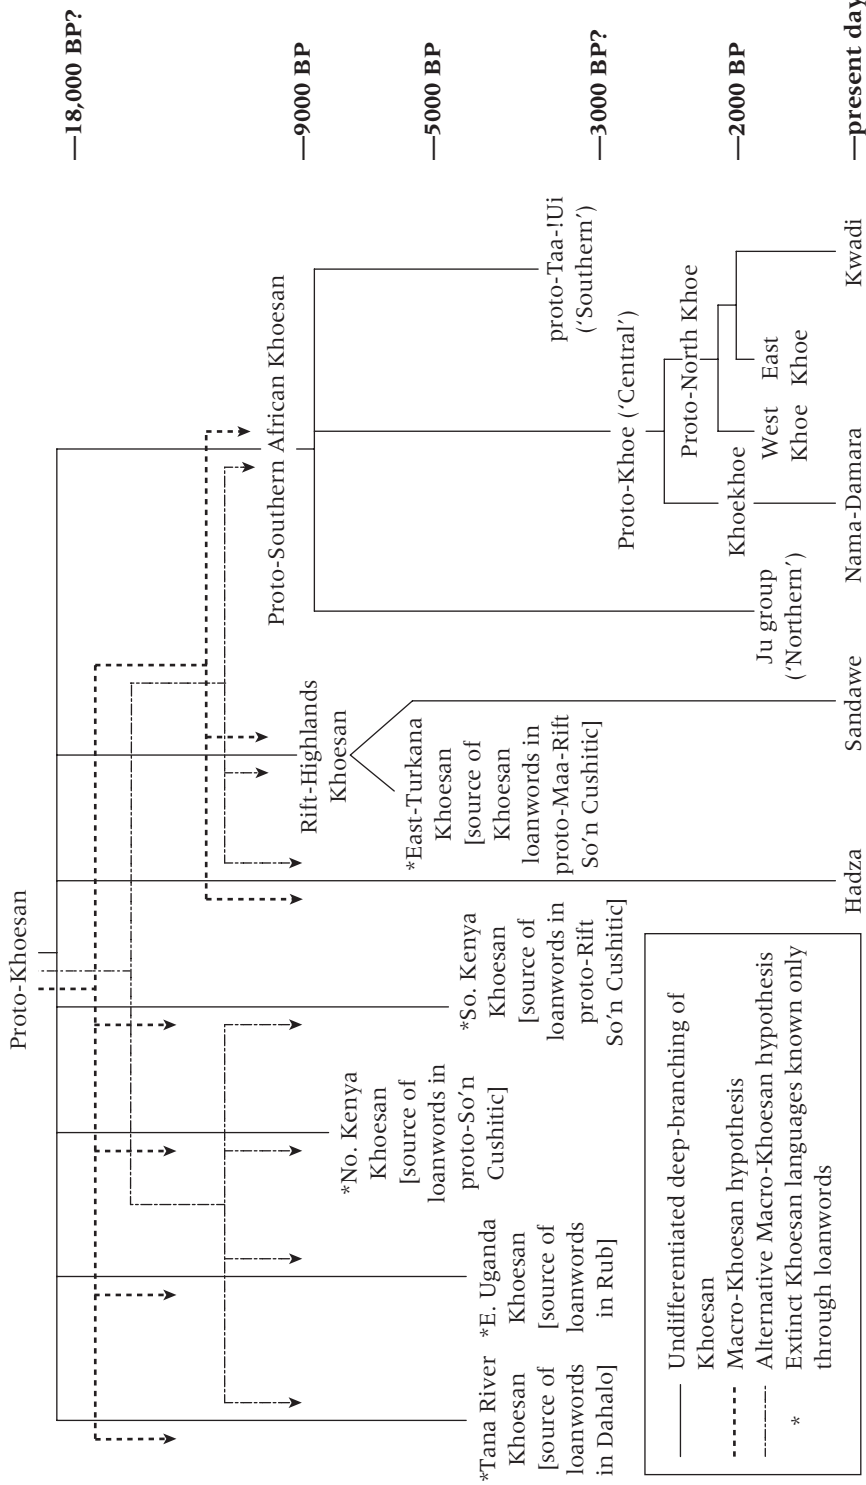 Proto-Khoesan
—18,000 BP?
—9000 BP
—5000 BP
—3000 BP?
—2000 BP
—present day
*Tana River
Khoesan
[source of
loanwords
in Dahalo]
*E. Uganda
Khoesan
[source of
loanwords
in Rub]
*No. Kenya
Khoesan
[source of
loanwords in
proto-So’n
Cushitic]
*So. Kenya
Khoesan
[source of
loanwords in
proto-Rift
So’n Cushitic]
Rift-Highlands
Khoesan
*East-Turkana
Khoesan
[source of
Khoesan
loanwords in
proto-Maa-Rift
So’n Cushitic]
Proto-Southern African Khoesan
proto-Taa-!Ui
(‘Southern’)
Proto-Khoe (‘Central’)
Proto-North Khoe
Khoekhoe
West
Khoe
East
Khoe
Ju group
(‘Northern’)
Hadza
Sandawe
Nama-Damara
Kwadi
Undifferentiated deep-branching of
Khoesan
Macro-Khoesan hypothesis
Alternative Macro-Khoesan hypothesis
* Extinct Khoesan languages known only
through loanwords